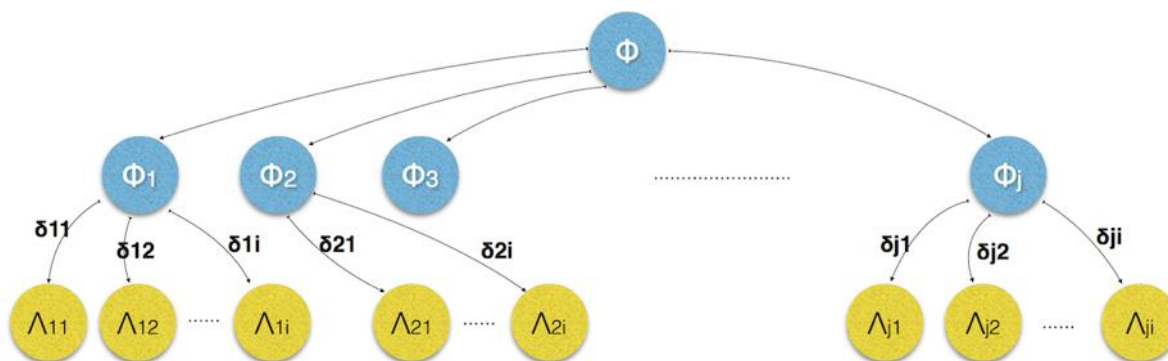 Φ
Φ1 Φ2 Φ3 .................... Φj
δ11 δ12 δ1i δ21 δ2i δj1 δj2 δji
Λ11 Λ12 ...... Λ1i Λ21 ...... Λ2i Λj1 Λj2 ...... Λji